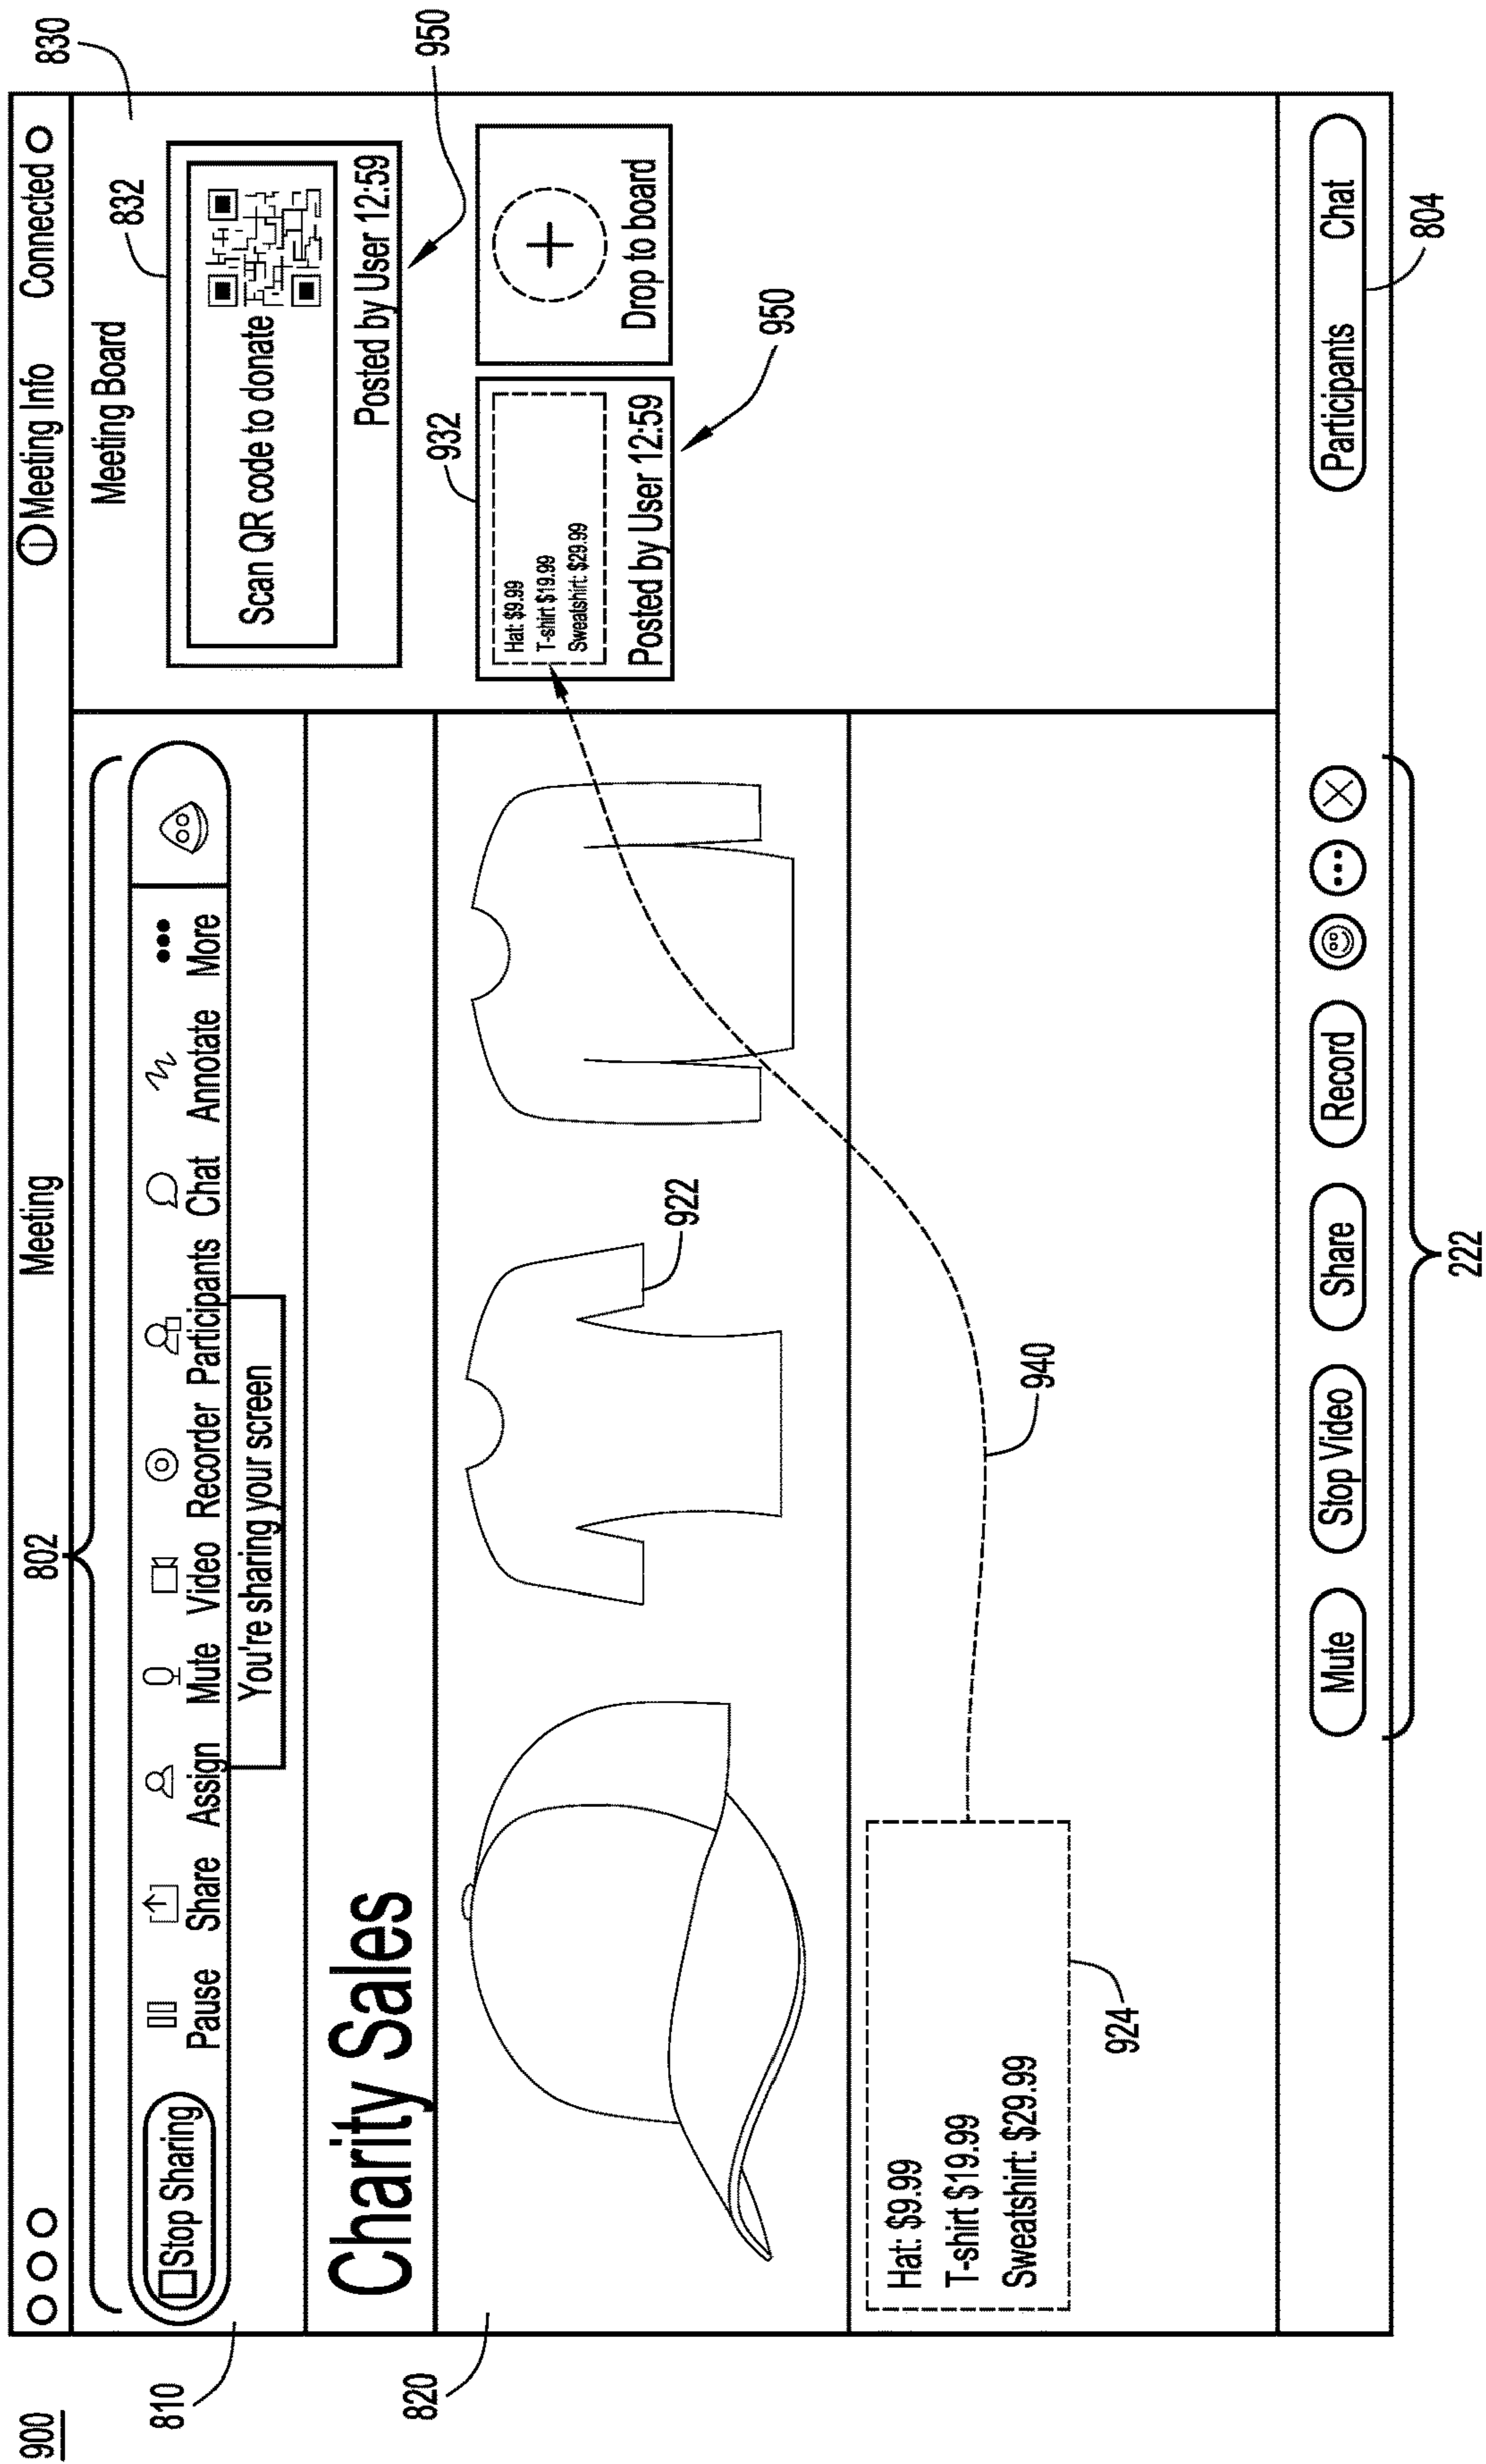 900
Meeting
Meeting Info
Connected
830
802
810
Stop Sharing
Pause
Share
Assign
Mute
Video
Recorder
Participants
Chat
Annotate
More
You're sharing your screen
Meeting Board
832
Scan QR code to donate
Posted by User 12:59
950
820
Charity Sales
922
932
Hat: $9.99
T-shirt $19.99
Sweatshirt: $29.99
Posted by User 12:59
Drop to board
950
Hat: $9.99
T-shirt $19.99
Sweatshirt: $29.99
924
940
Mute
Stop Video
Share
Record
Participants
Chat
222
804